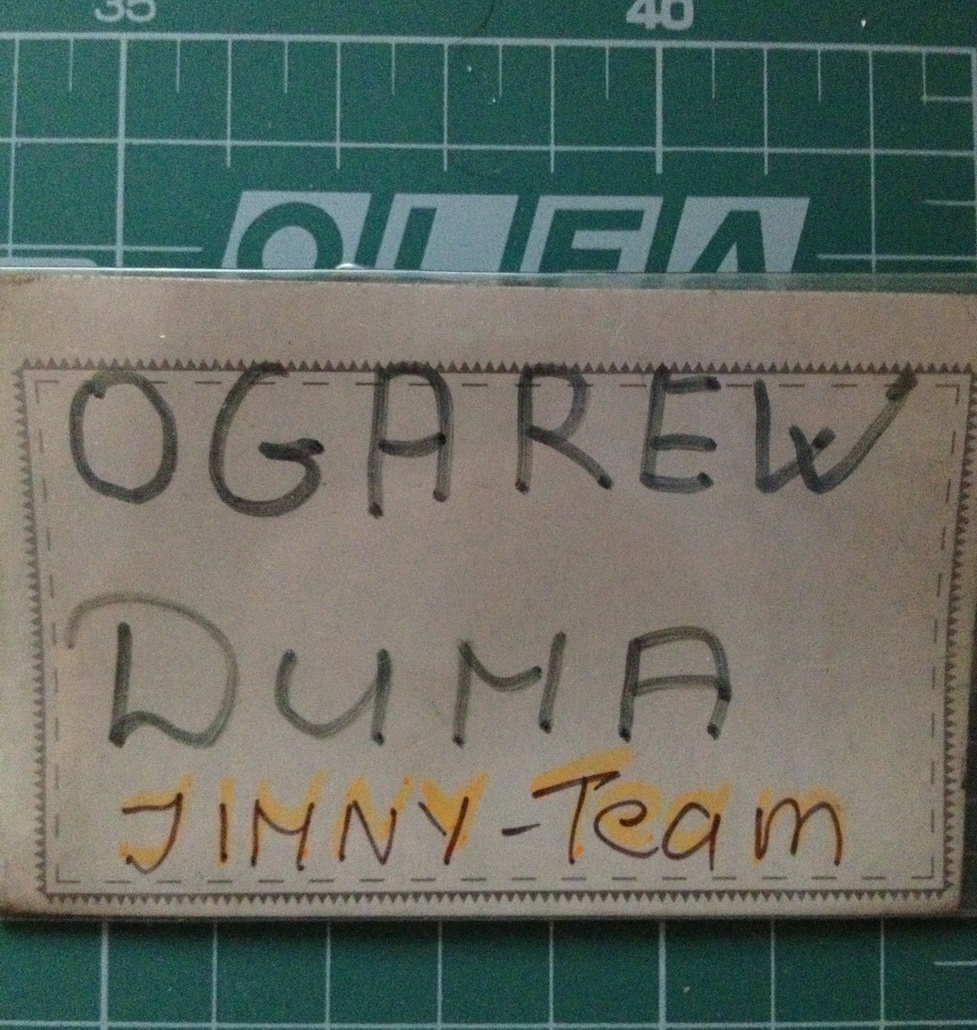 35 40
OLFA
OGAREW
DUMA
JIMNY-Team